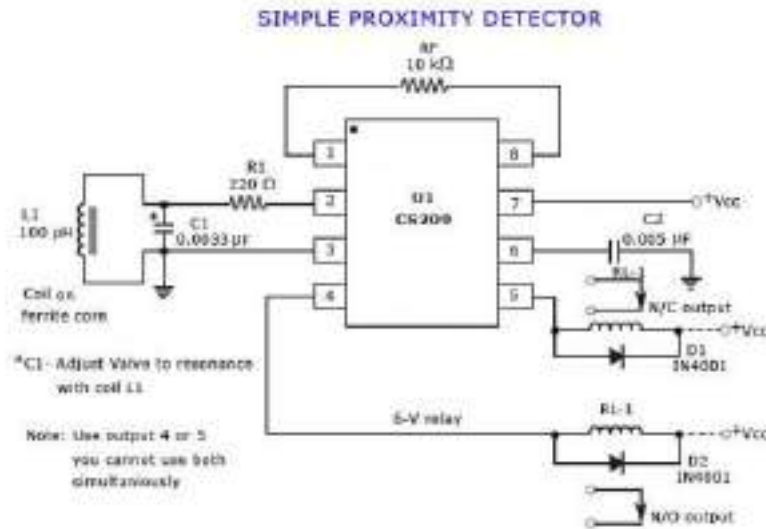 SIMPLE PROXIMITY DETECTOR
RF
10 kΩ
1
8
R1
220 Ω
2
U1
CS209
7
+Vcc
L1
100 µH
C1
0.0033 µF
3
6
C2
0.005 µF
RL-1
Coil on
ferrite core
4
5
N/C output
+Vcc
D1
1N4001
*C1- Adjust Valve to resonance
with coil L1
6-V relay
RL-1
+Vcc
Note: Use output 4 or 5
you cannot use both
simultaniously
D2
1N4001
N/O output